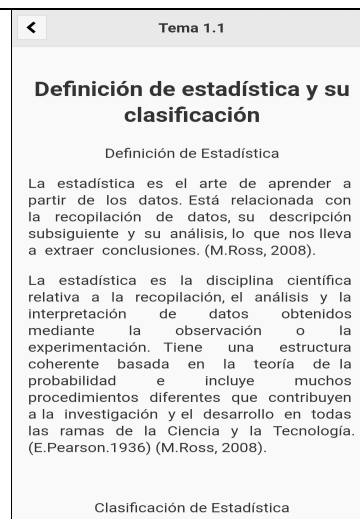 Tema 1.1
Definición de estadística y su
clasificación
Definición de Estadística
La estadística es el arte de aprender a
partir de los datos. Está relacionada con
la recopilación de datos, su descripción
subsiguiente y su análisis, lo que nos lleva
a extraer conclusiones. (M.Ross, 2008).
La estadística es la disciplina científica
relativa a la recopilación, el análisis y la
interpretación de datos obtenidos
mediante la observación o la
experimentación. Tiene una estructura
coherente basada en la teoría de la
probabilidad e incluye muchos
procedimientos diferentes que contribuyen
a la investigación y el desarrollo en todas
las ramas de la Ciencia y la Tecnología.
(E.Pearson.1936) (M.Ross, 2008).
Clasificación de Estadística